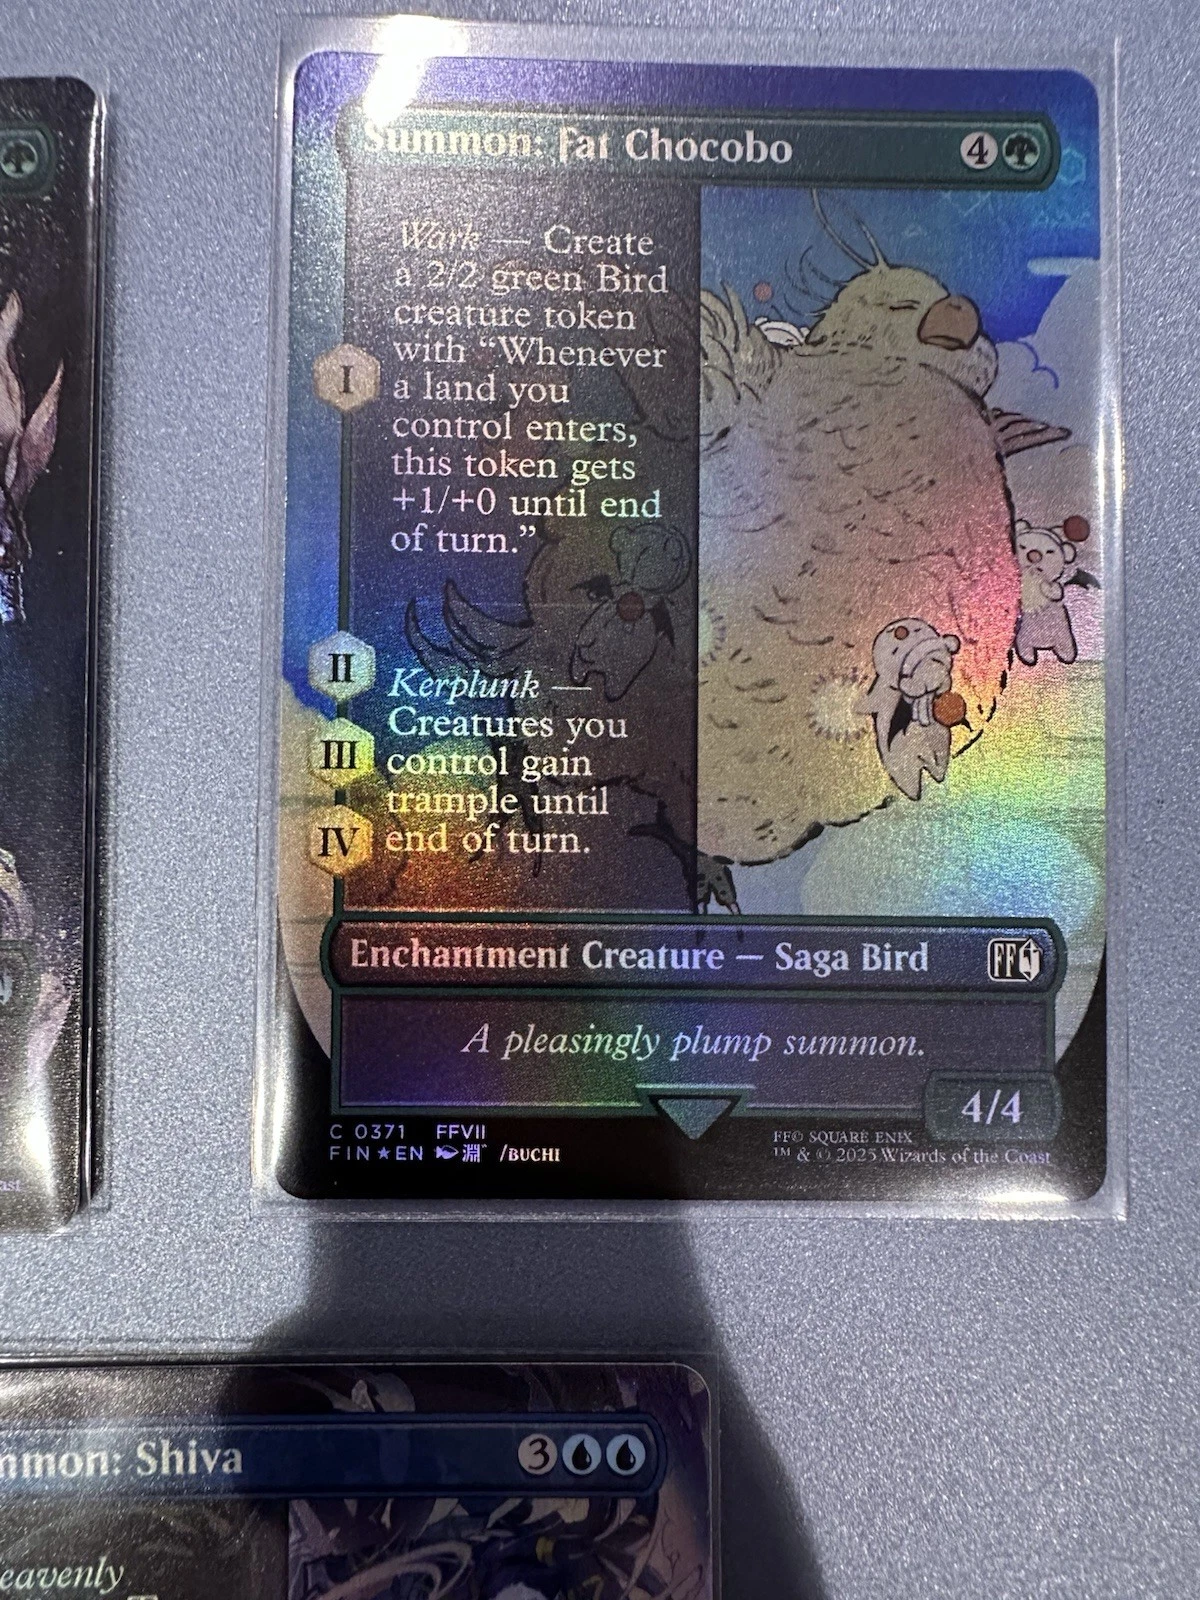 Summon: Fat Chocobo 4
Wark — Create
a 2/2 green Bird
creature token
with “Whenever
a land you
control enters,
this token gets
+1/+0 until end
of turn.”
I
II
III
IV
Kerplunk —
Creatures you
control gain
trample until
end of turn.
Enchantment Creature — Saga Bird FF
A pleasingly plump summon.
4/4
C 0371 FFVII
FIN★EN 淵゛/BUCHI
FF© SQUARE ENIX
™ & © 2025 Wizards of the Coast
mmon: Shiva 3
eavenly
ast